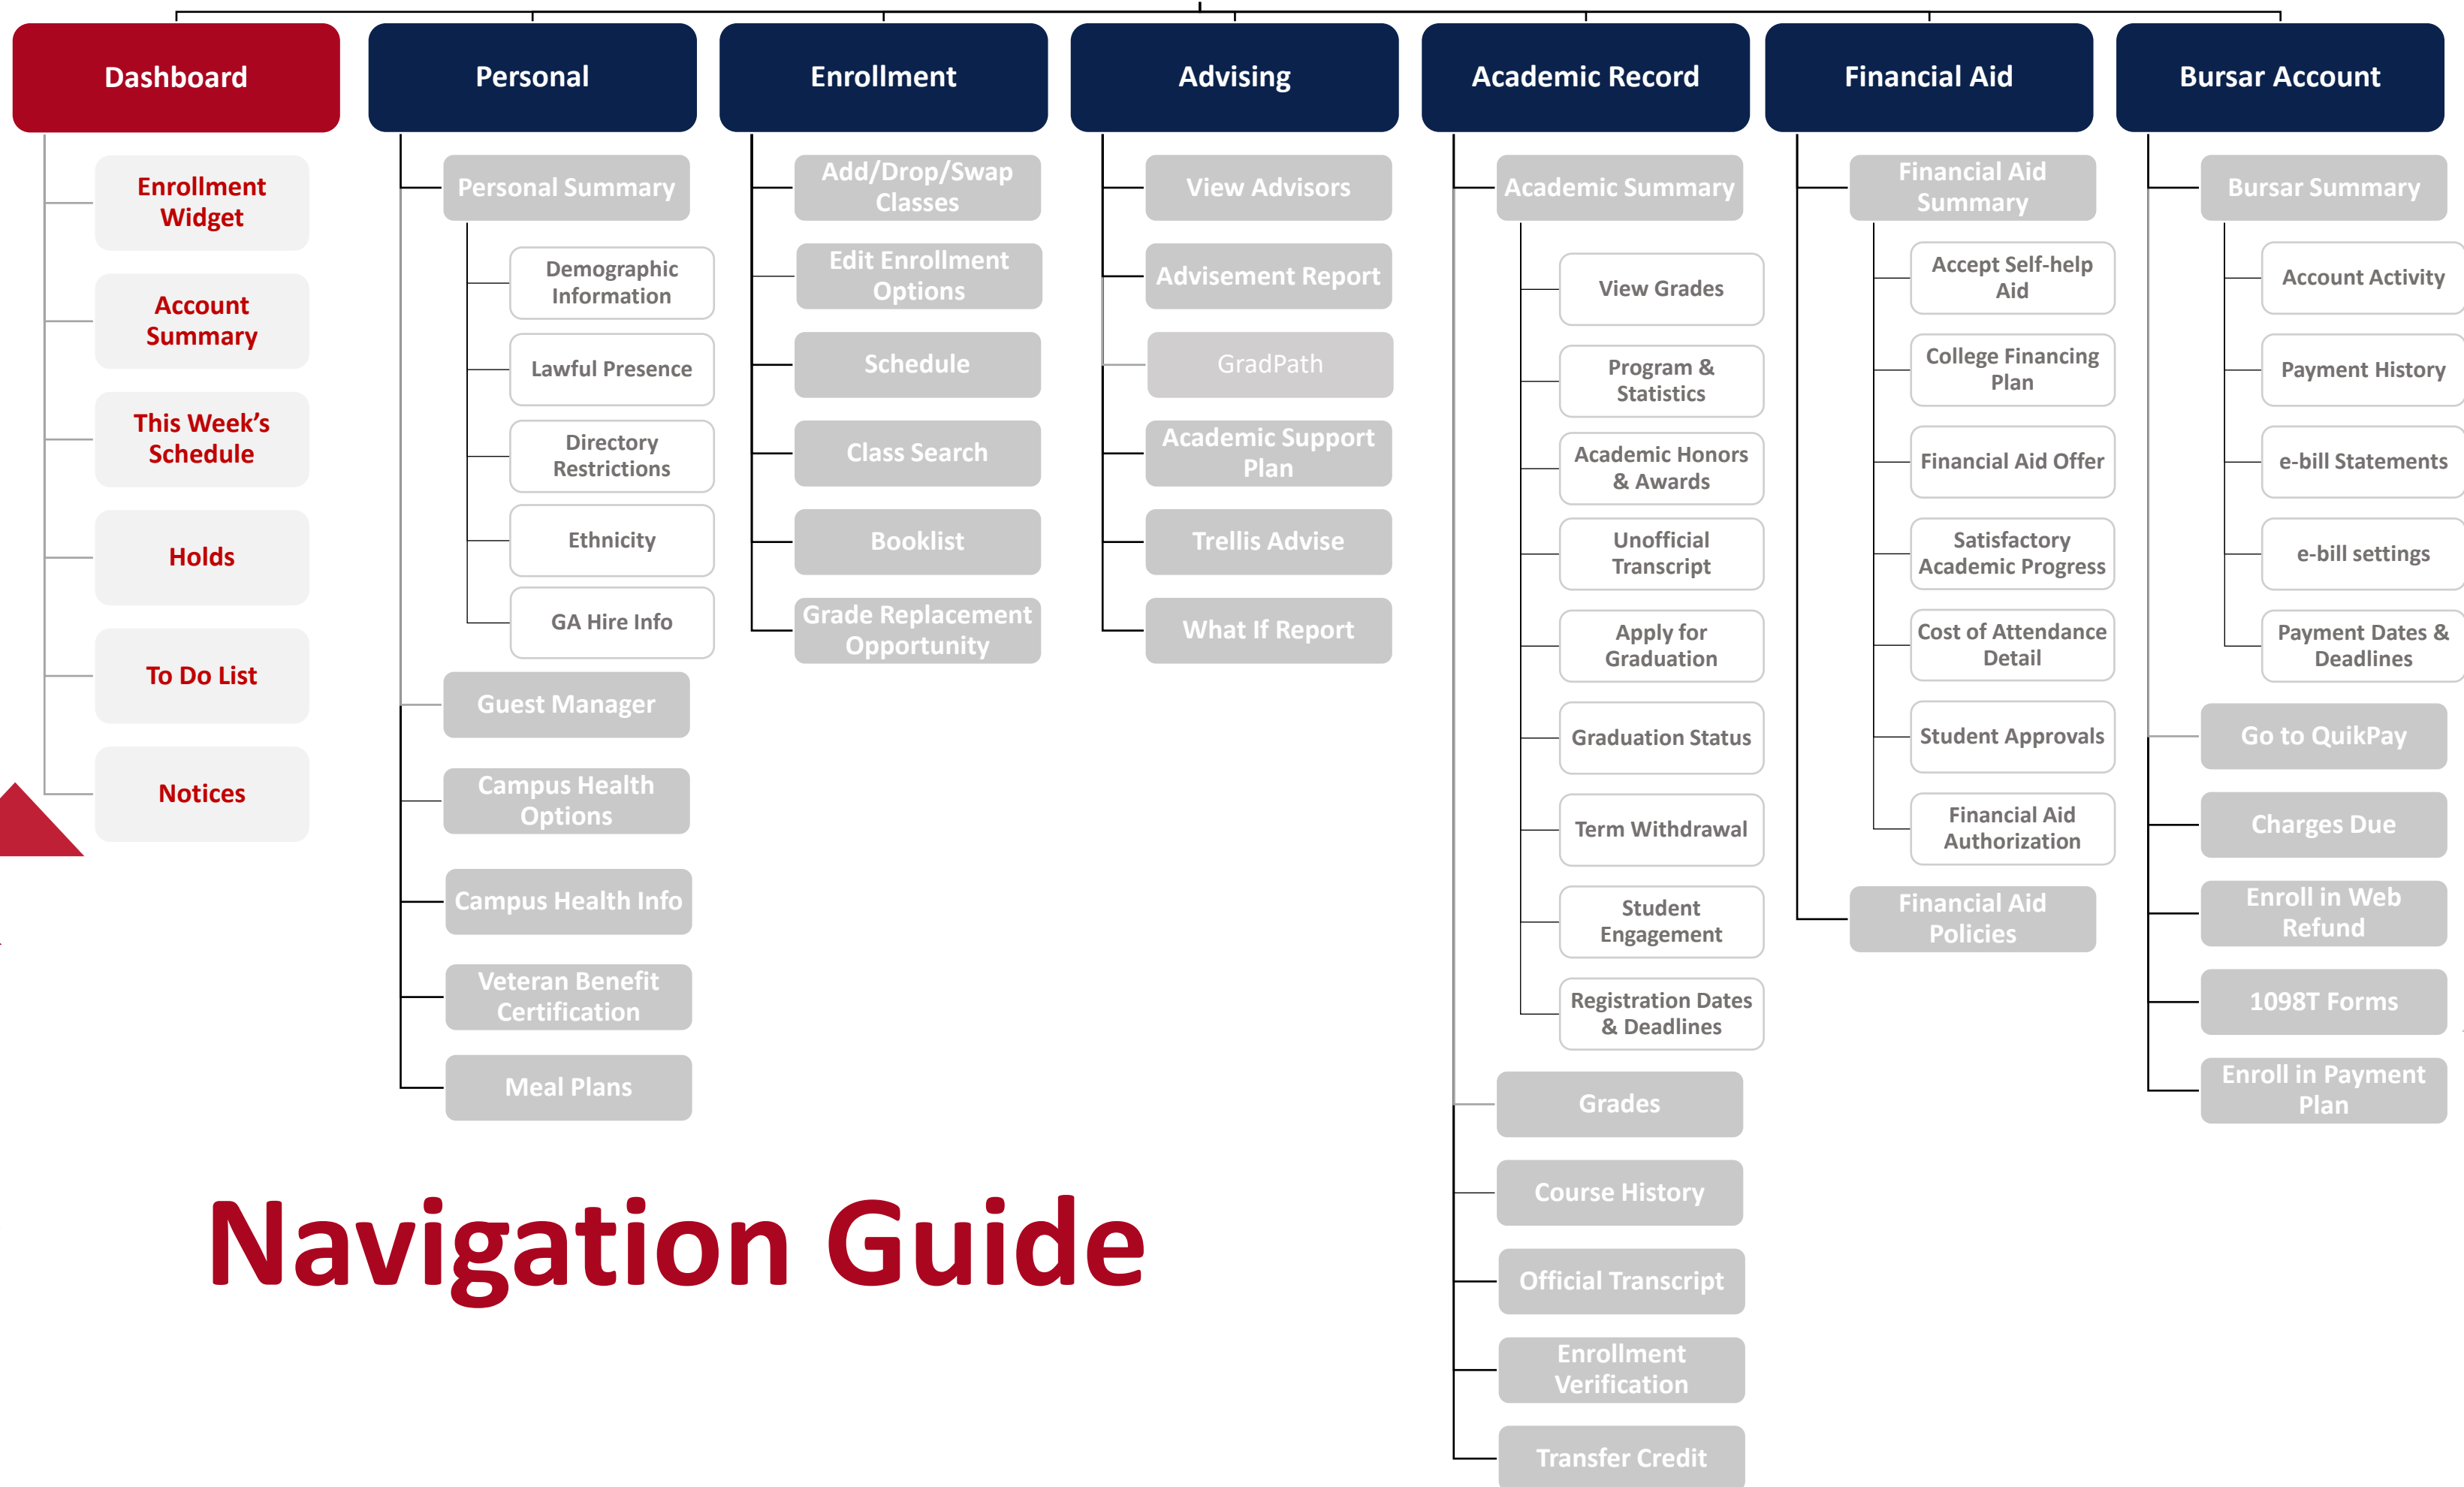 Dashboard
Enrollment
Widget
Account
Summary
This Week’s
Schedule
Holds
To Do List
Notices
Personal
Personal Summary
Demographic
Information
Lawful Presence
Directory
Restrictions
Ethnicity
GA Hire Info
Guest Manager
Campus Health
Options
Campus Health Info
Veteran Benefit
Certification
Meal Plans
Enrollment
Add/Drop/Swap
Classes
Edit Enrollment
Options
Schedule
Class Search
Booklist
Grade Replacement
Opportunity
Advising
View Advisors
Advisement Report
GradPath
Academic Support
Plan
Trellis Advise
What If Report
Academic Record
Academic Summary
View Grades
Program &
Statistics
Academic Honors
& Awards
Unofficial
Transcript
Apply for
Graduation
Graduation Status
Term Withdrawal
Student
Engagement
Registration Dates
& Deadlines
Grades
Course History
Official Transcript
Enrollment
Verification
Transfer Credit
Financial Aid
Financial Aid
Summary
Accept Self-help
Aid
College Financing
Plan
Financial Aid Offer
Satisfactory
Academic Progress
Cost of Attendance
Detail
Student Approvals
Financial Aid
Authorization
Financial Aid
Policies
Bursar Account
Bursar Summary
Account Activity
Payment History
e-bill Statements
e-bill settings
Payment Dates &
Deadlines
Go to QuikPay
Charges Due
Enroll in Web
Refund
1098T Forms
Enroll in Payment
Plan
Navigation Guide